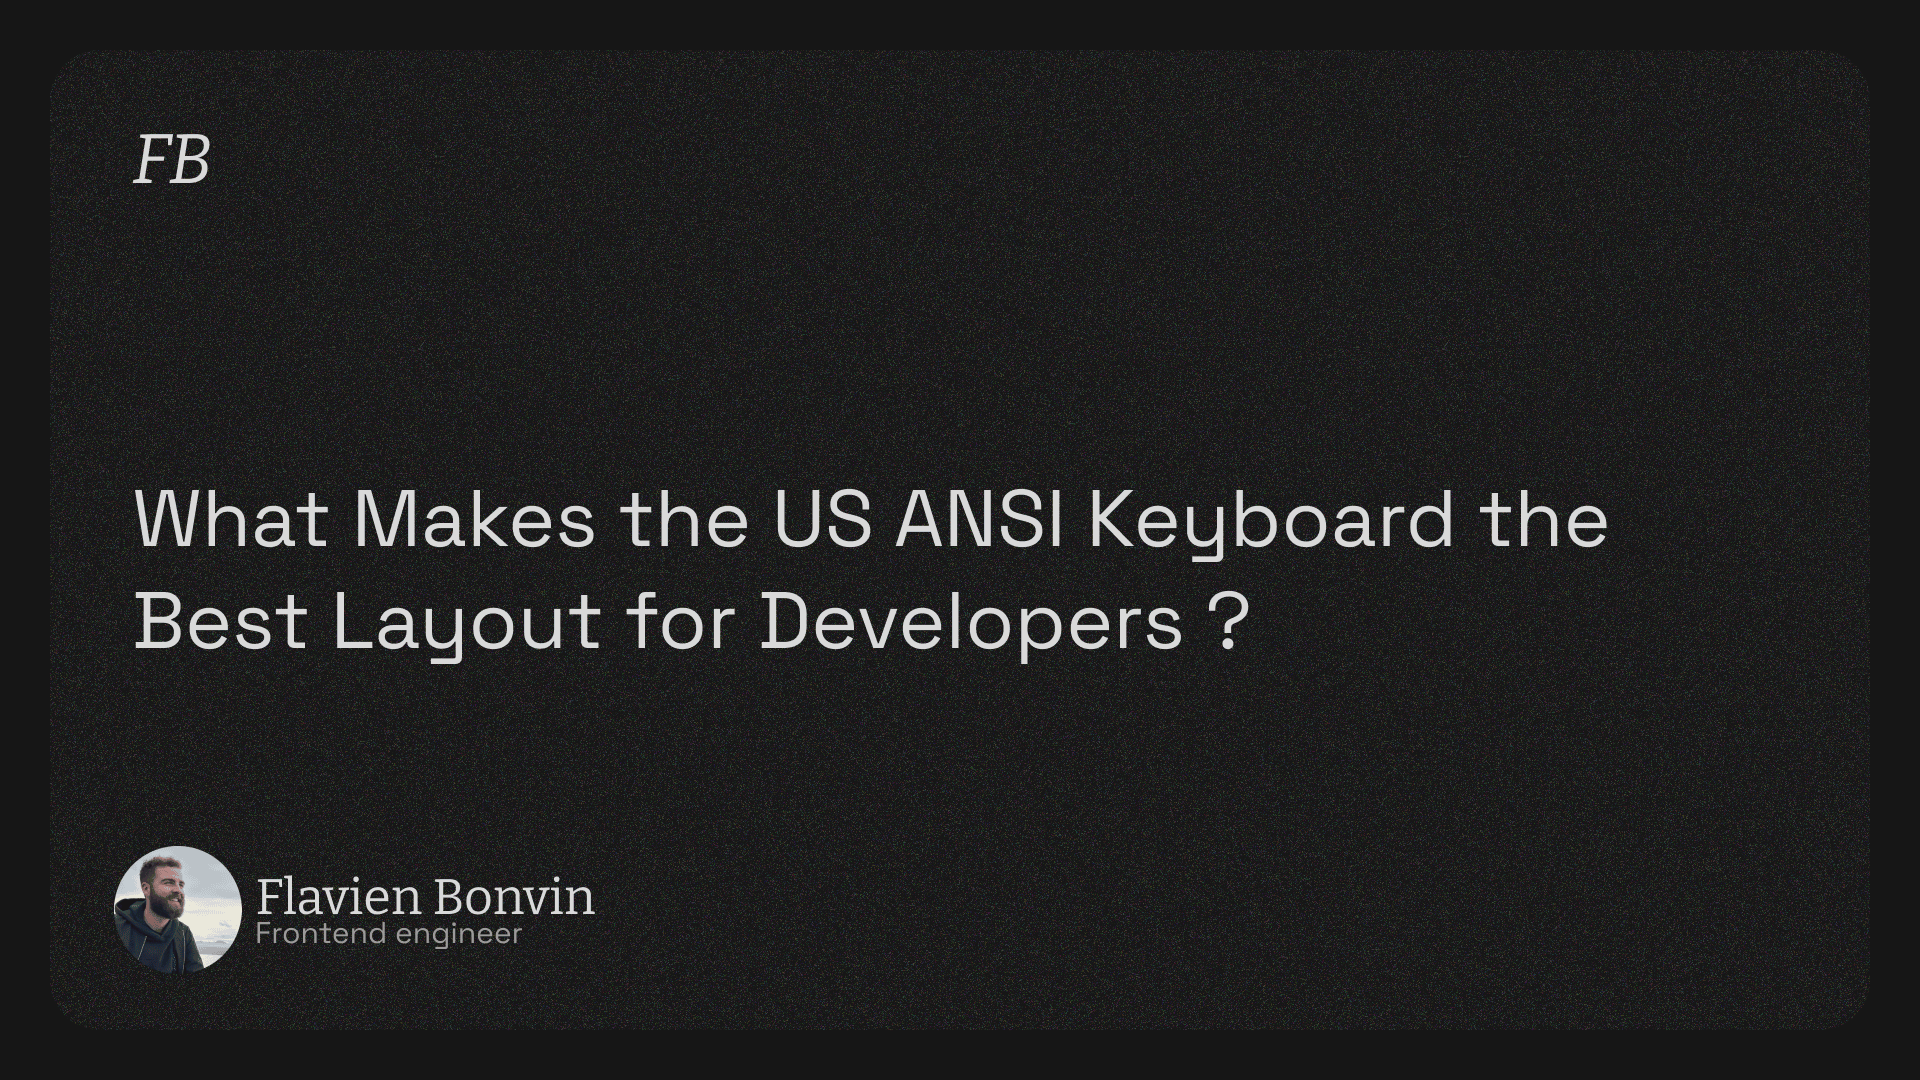 FB
What Makes the US ANSI Keyboard the
Best Layout for Developers ?
Flavien Bonvin
Frontend engineer